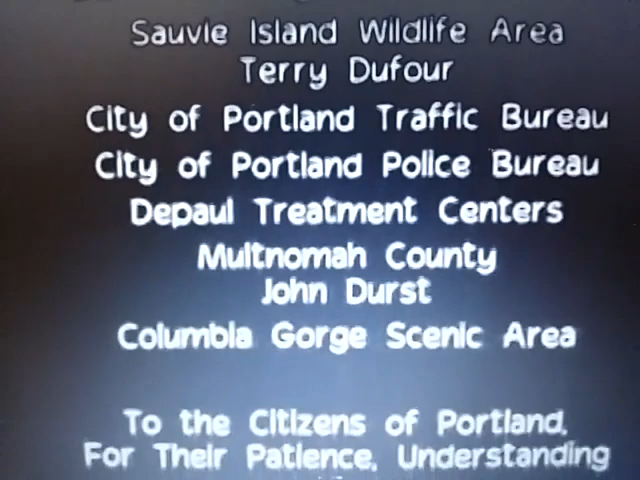 Sauvie Island Wildlife Area
Terry Dufour
City of Portland Traffic Bureau
City of Portland Police Bureau
Depaul Treatment Centers
Multnomah County
John Durst
Columbia Gorge Scenic Area
To the Citizens of Portland,
For Their Patience, Understanding